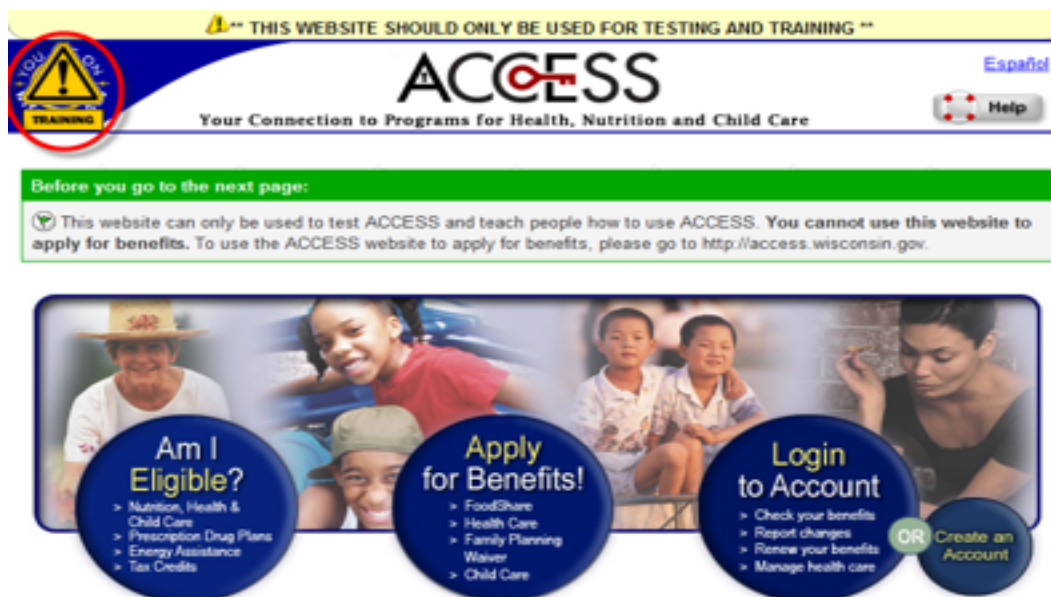 ** THIS WEBSITE SHOULD ONLY BE USED FOR TESTING AND TRAINING **
YOU ON
TRAINING
ACCESS
Your Connection to Programs for Health, Nutrition and Child Care
Español
Help
Before you go to the next page:
This website can only be used to test ACCESS and teach people how to use ACCESS. You cannot use this website to
apply for benefits. To use the ACCESS website to apply for benefits, please go to http://access.wisconsin.gov.
Am I
Eligible?
> Nutrition, Health &
Child Care
> Prescription Drug Plans
> Energy Assistance
> Tax Credits
Apply
for Benefits!
> FoodShare
> Health Care
> Family Planning
Waiver
> Child Care
Login
to Account
> Check your benefits
> Report changes
> Renew your benefits
> Manage health care
OR
Create an
Account